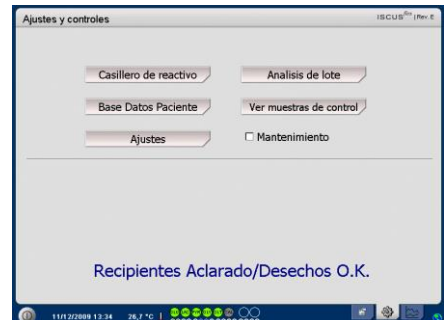 Ajustes y controles ISCUS flex |Rev. E
Casillero de reactivo Analisis de lote
Base Datos Paciente Ver muestras de control
Ajustes Mantenimiento
Recipientes Aclarado/Desechos O.K.
11/12/2009 13:34 26,7 °C |